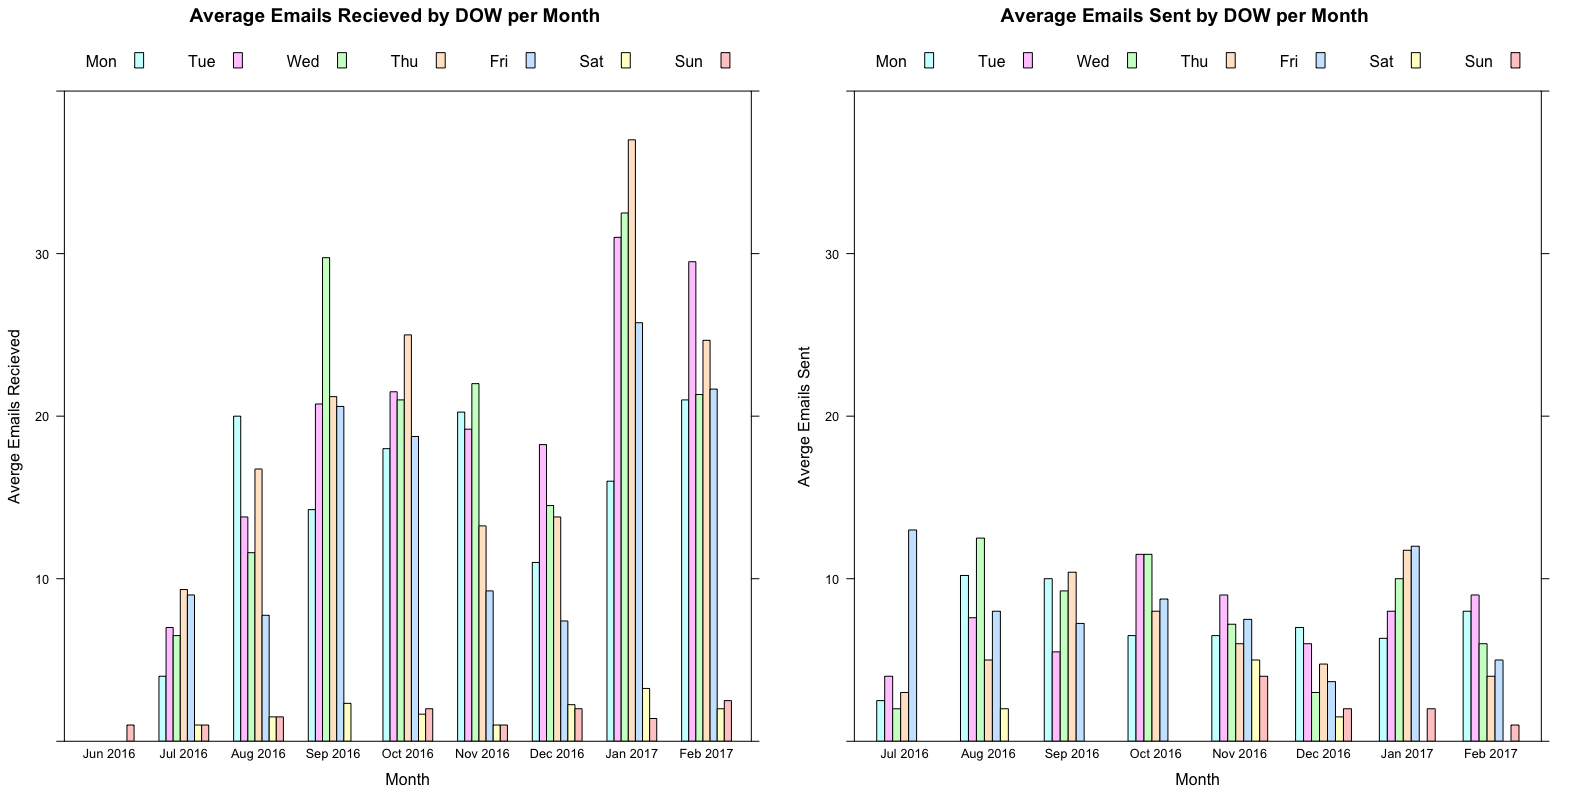 Average Emails Recieved by DOW per Month
Mon Tue Wed Thu Fri Sat Sun
30
20
10
Averge Emails Recieved
Jun 2016 Jul 2016 Aug 2016 Sep 2016 Oct 2016 Nov 2016 Dec 2016 Jan 2017 Feb 2017
Month
Average Emails Sent by DOW per Month
Mon Tue Wed Thu Fri Sat Sun
30
20
10
Averge Emails Sent
Jul 2016 Aug 2016 Sep 2016 Oct 2016 Nov 2016 Dec 2016 Jan 2017 Feb 2017
Month